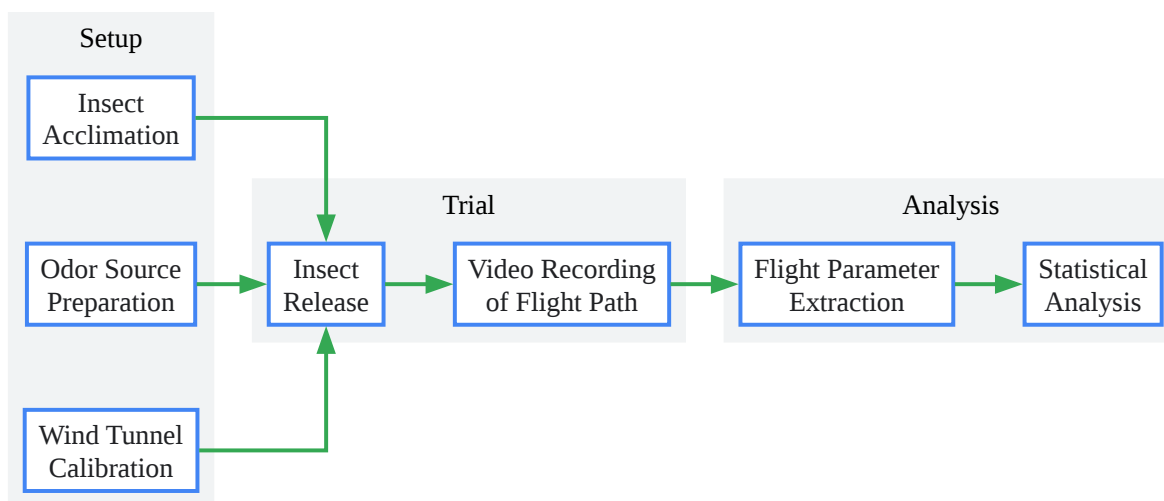 Setup
Insect
Acclimation
Odor Source
Preparation
Wind Tunnel
Calibration
Trial
Insect
Release
Video Recording
of Flight Path
Analysis
Flight Parameter
Extraction
Statistical
Analysis